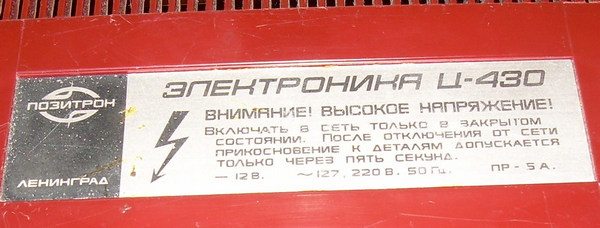 ПОЗИТРОН
ЛЕНИНГРАД
ЭЛЕКТРОНИКА Ц-430
ВНИМАНИЕ! ВЫСОКОЕ НАПРЯЖЕНИЕ!
ВКЛЮЧАТЬ В СЕТЬ ТОЛЬКО В ЗАКРЫТОМ
СОСТОЯНИИ. ПОСЛЕ ОТКЛЮЧЕНИЯ ОТ СЕТИ
ПРИКОСНОВЕНИЕ К ДЕТАЛЯМ ДОПУСКАЕТСЯ
ТОЛЬКО ЧЕРЕЗ ПЯТЬ СЕКУНД.
— 12 В. ~ 127, 220 В. 50 Гц. ПР - 5 А.